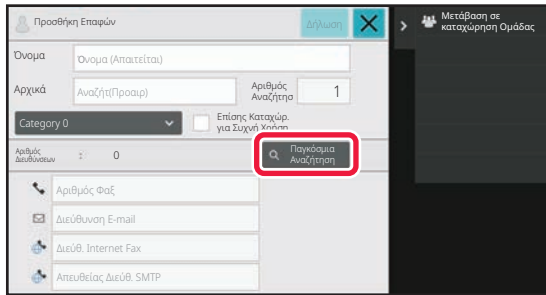 Προσθήκη Επαφών
Δήλωση
Μετάβαση σε
καταχώρηση Ομάδας
Όνομα
Όνομα (Απαιτείται)
Αρχικά
Αναζήτ(Προαιρ)
Αριθμός
Αναζήτησ
1
Category 0
Επίσης Καταχώρ.
για Συχνή Χρήση
Αριθμός
Διευθύνσεων
:
0
Παγκόσμια
Αναζήτηση
Αριθμός Φαξ
Διεύθυνση E-mail
Διεύθ. Internet Fax
Απευθείας Διεύθ. SMTP